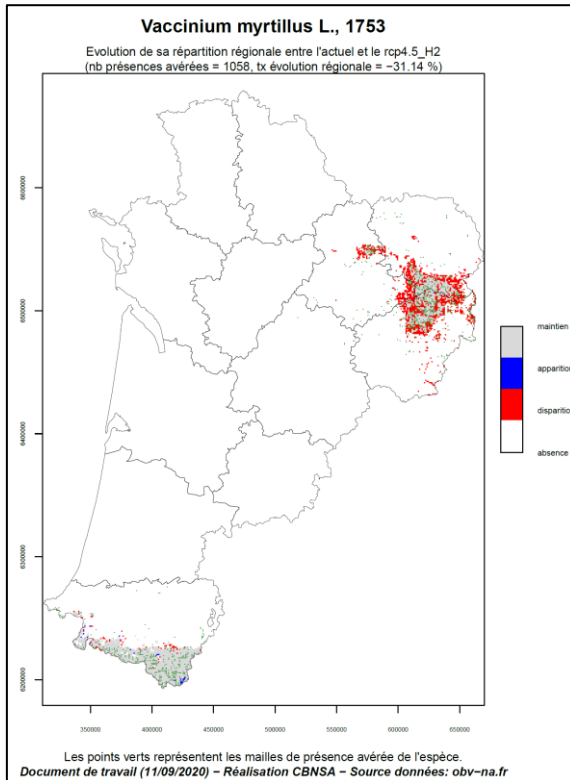 Vaccinium myrtillus L., 1753
Evolution de sa répartition régionale entre l'actuel et le rcp4.5_H2
(nb présences avérées = 1058, tx évolution régionale = −31.14 %)
6600000
6500000
6400000
6300000
6200000
maintien
apparition
disparition
absence
350000 400000 450000 500000 550000 600000 650000
Les points verts représentent les mailles de présence avérée de l'espèce.
Document de travail (11/09/2020) − Réalisation CBNSA − Source données: obv−na.fr